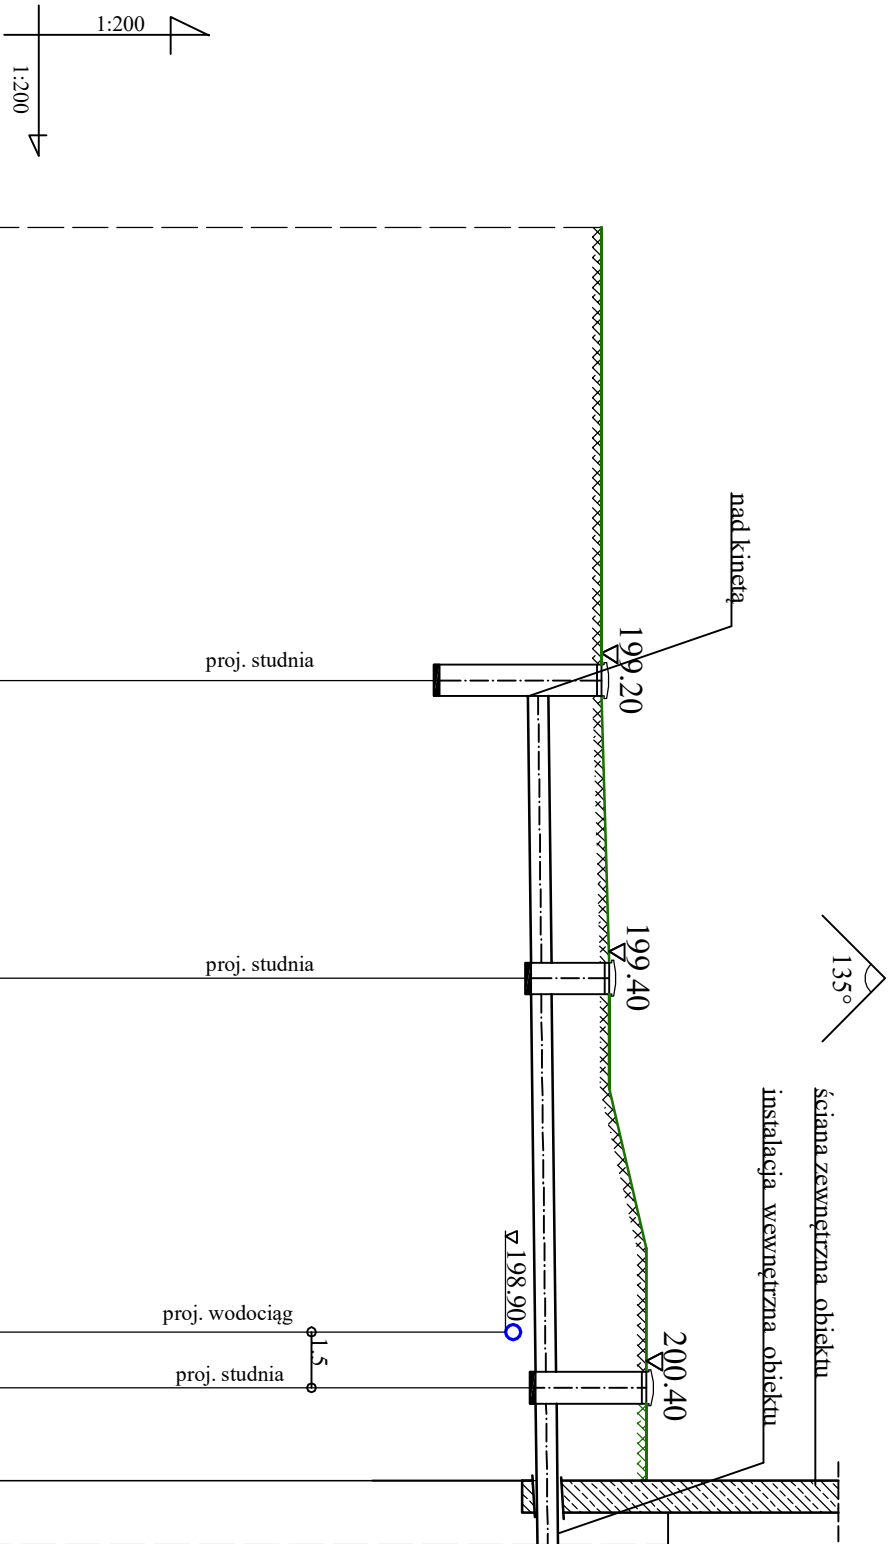 1:200
1:200
nad kinetą
199.20
proj. studnia
199.40
proj. studnia
135°
ściana zewnętrzna obiektu
instalacja wewnętrzna obiektu
198.90
proj. wodociąg
1.5
200.40
proj. studnia